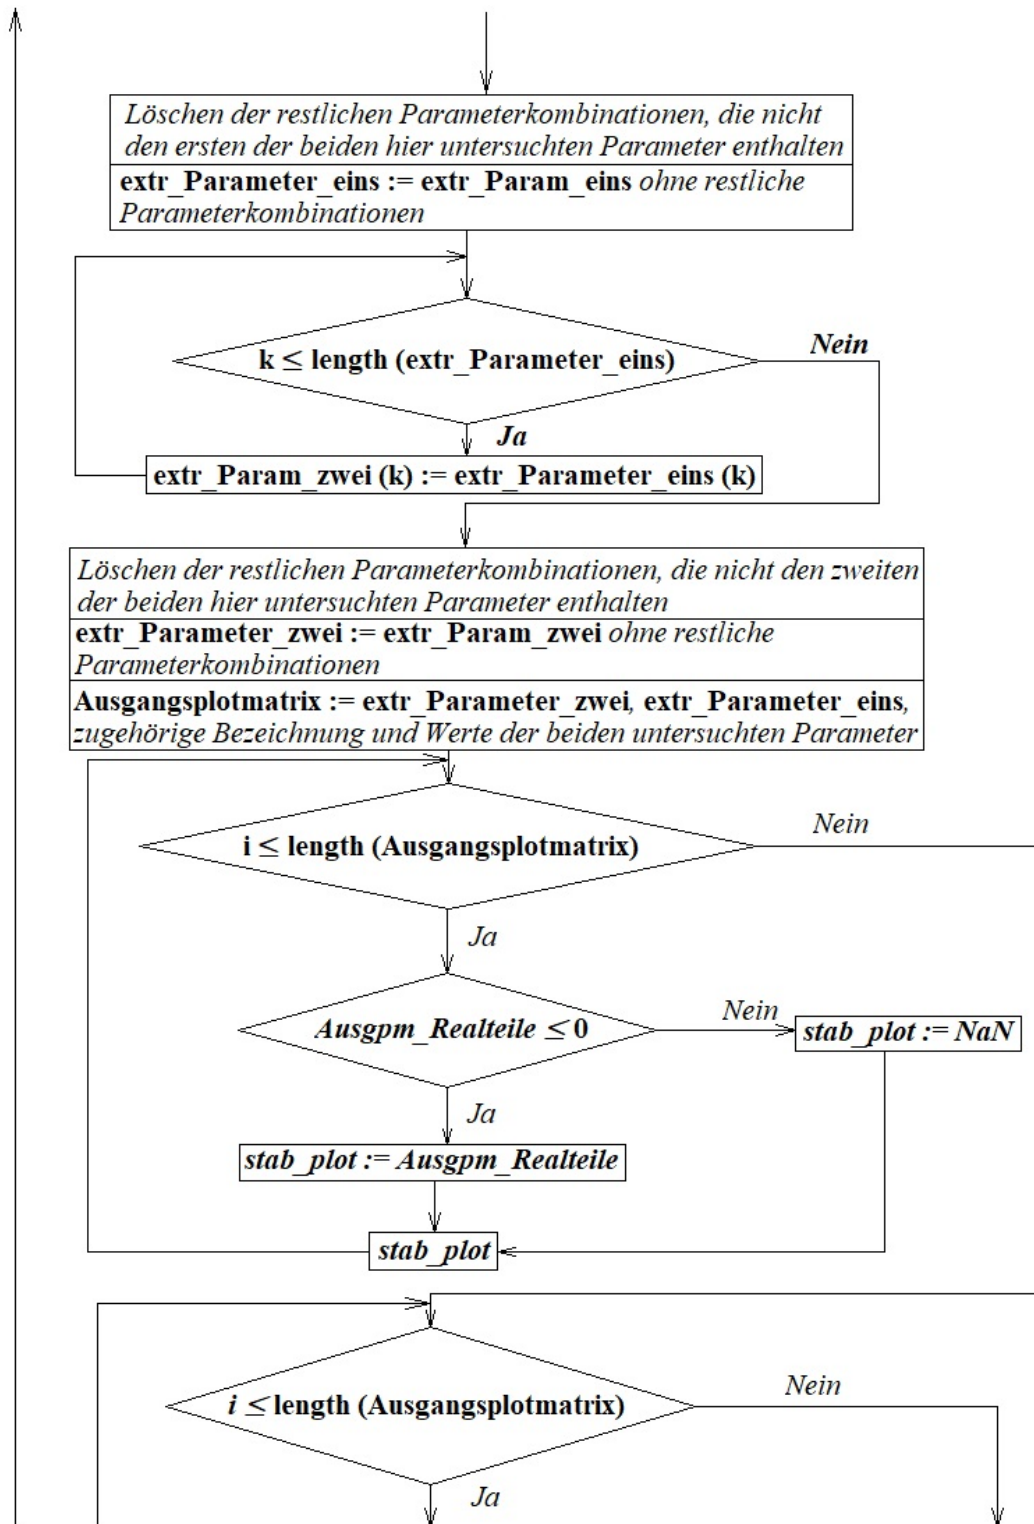 Löschen der restlichen Parameterkombinationen, die nicht
den ersten der beiden hier untersuchten Parameter enthalten
extr_Parameter_eins := extr_Param_eins ohne restliche
Parameterkombinationen
k ≤ length (extr_Parameter_eins)
Nein
Ja
extr_Param_zwei (k) := extr_Parameter_eins (k)
Löschen der restlichen Parameterkombinationen, die nicht den zweiten
der beiden hier untersuchten Parameter enthalten
extr_Parameter_zwei := extr_Param_zwei ohne restliche
Parameterkombinationen
Ausgangsplotmatrix := extr_Parameter_zwei, extr_Parameter_eins,
zugehörige Bezeichnung und Werte der beiden untersuchten Parameter
i ≤ length (Ausgangsplotmatrix)
Nein
Ja
Ausgpm_Realteile ≤ 0
Nein
stab_plot := NaN
Ja
stab_plot := Ausgpm_Realteile
stab_plot
i ≤ length (Ausgangsplotmatrix)
Nein
Ja